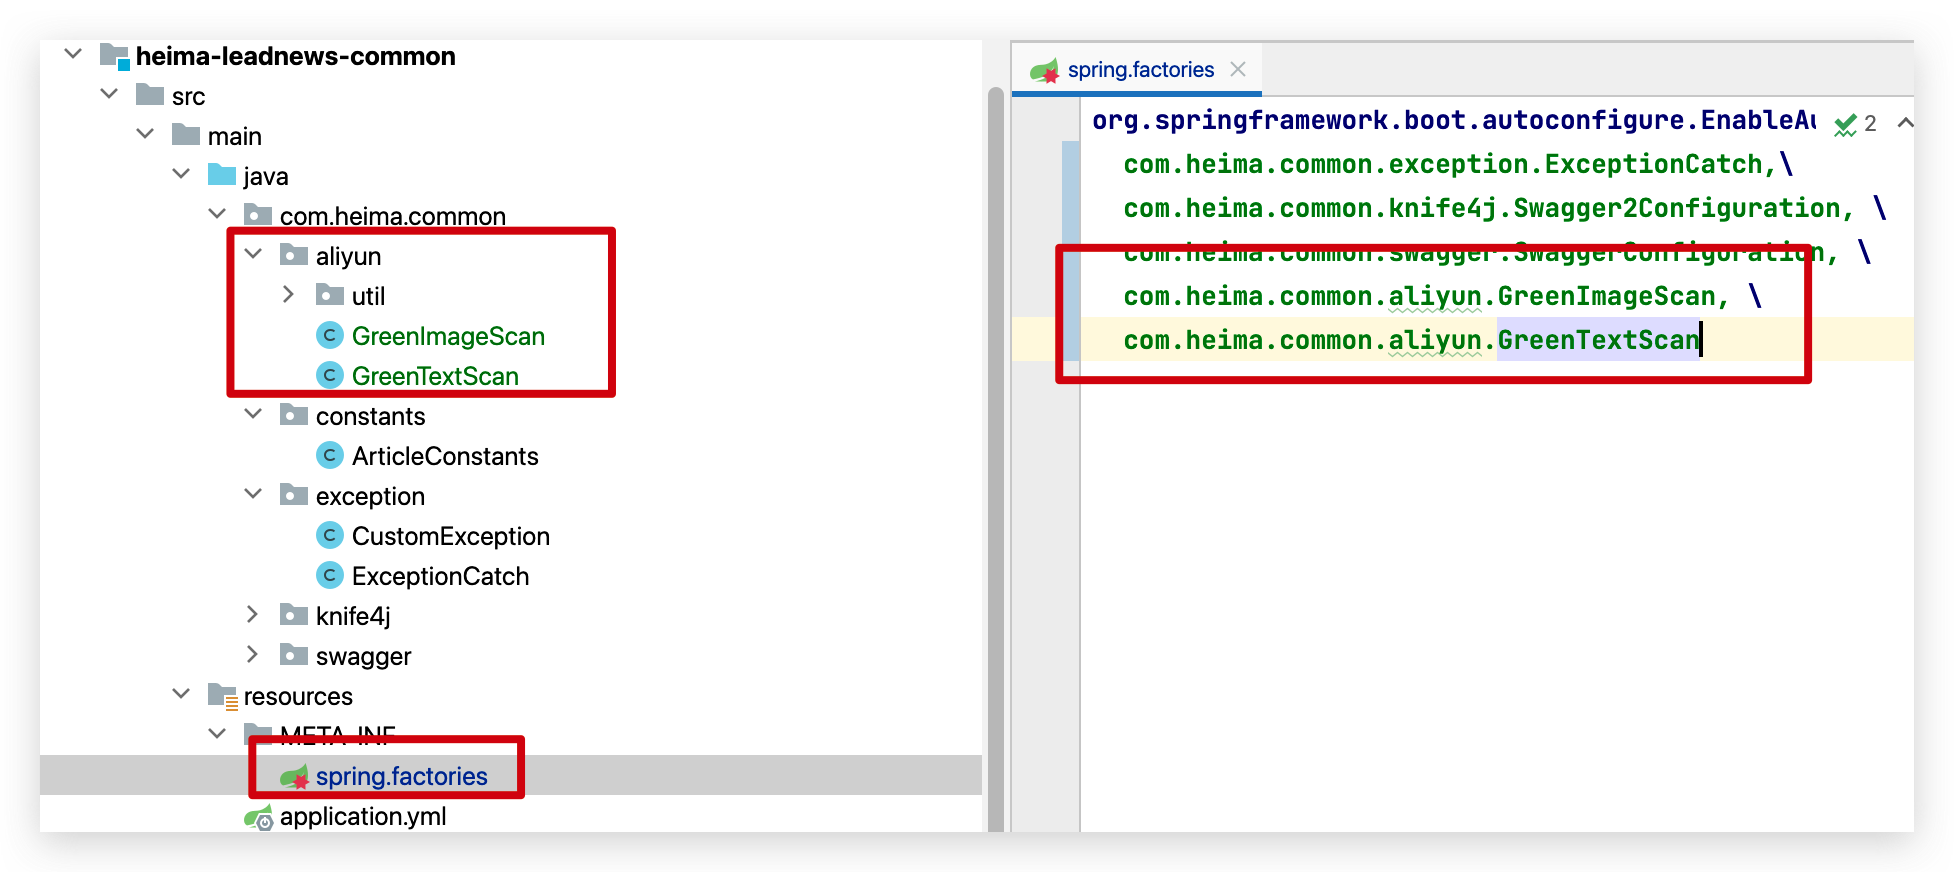 heima-leadnews-common
src
main
java
com.heima.common
aliyun
util
GreenImageScan
GreenTextScan
constants
ArticleConstants
exception
CustomException
ExceptionCatch
knife4j
swagger
resources
META-INF
spring.factories
application.yml
spring.factories
org.springframework.boot.autoconfigure.EnableAu
2
com.heima.common.exception.ExceptionCatch,\
com.heima.common.knife4j.Swagger2Configuration, \
com.heima.common.swagger.SwaggerConfiguration, \
com.heima.common.aliyun.GreenImageScan, \
com.heima.common.aliyun.GreenTextScan